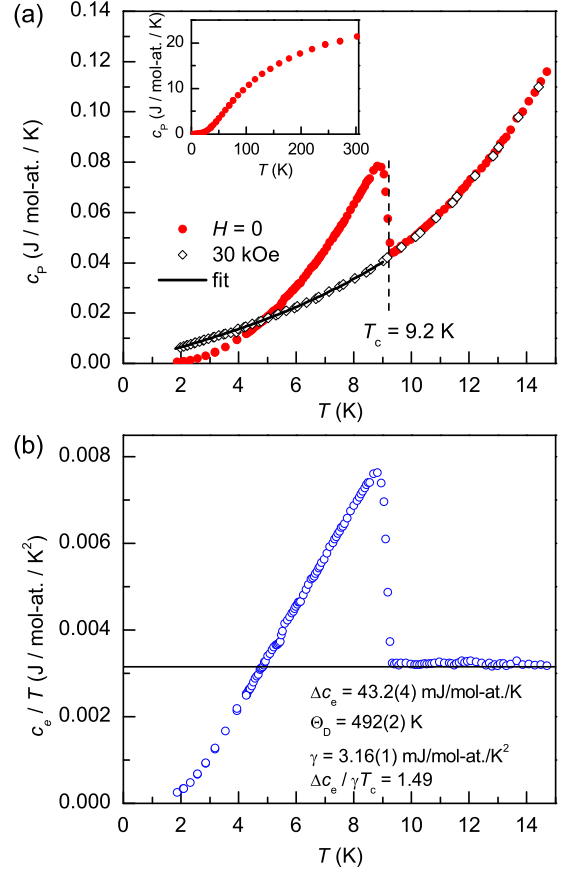 (a)
0.14
0.12
0.10
0.08
0.06
0.04
0.02
0.00
c_P (J / mol-at. / K)
20
10
0
c_P (J / mol-at. / K)
0 100 200 300
T (K)
H = 0
30 kOe
fit
T_c = 9.2 K
0 2 4 6 8 10 12 14
T (K)
(b)
0.008
0.006
0.004
0.002
0.000
c_e / T (J / mol-at. / K²)
Δc_e = 43.2(4) mJ/mol-at./K
Θ_D = 492(2) K
γ = 3.16(1) mJ/mol-at./K²
Δc_e / γT_c = 1.49
0 2 4 6 8 10 12 14
T (K)